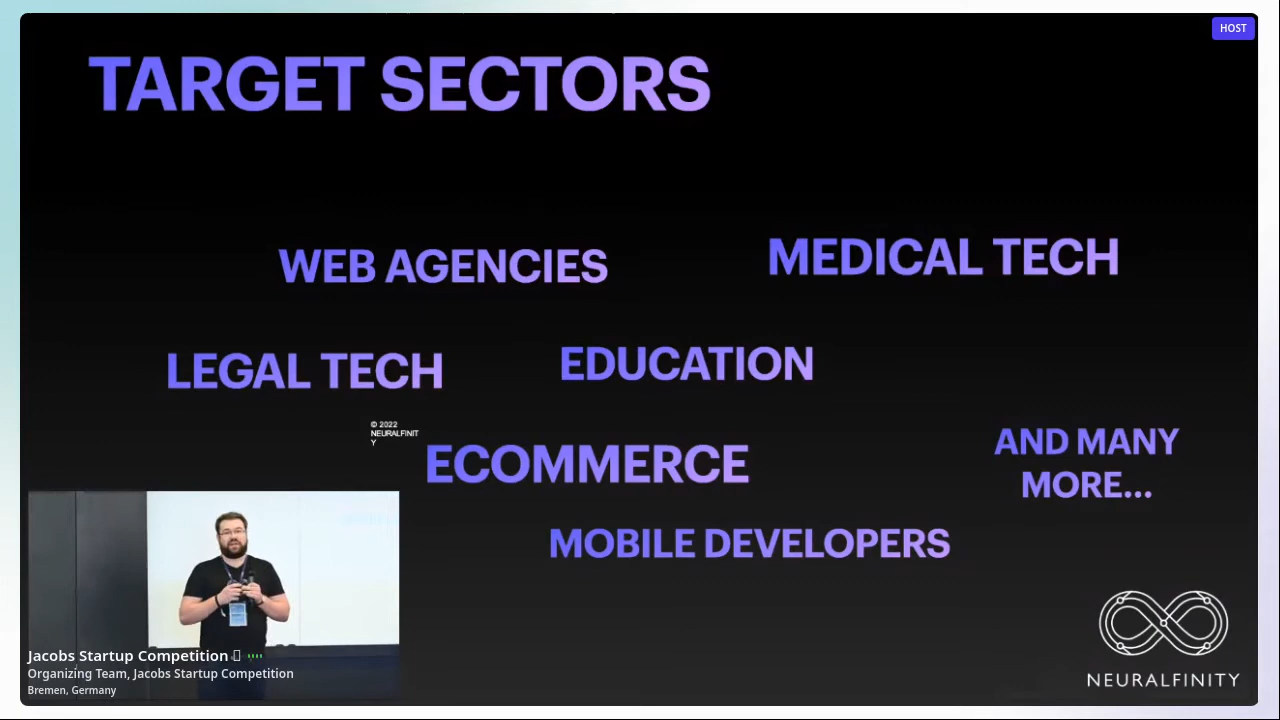 HOST
TARGET SECTORS
WEB AGENCIES
MEDICAL TECH
LEGAL TECH
EDUCATION
© 2022
NEURALFINIT
Y
ECOMMERCE
AND MANY
MORE...
MOBILE DEVELOPERS
Jacobs Startup Competition
Organizing Team, Jacobs Startup Competition
Bremen, Germany
NEURALFINITY